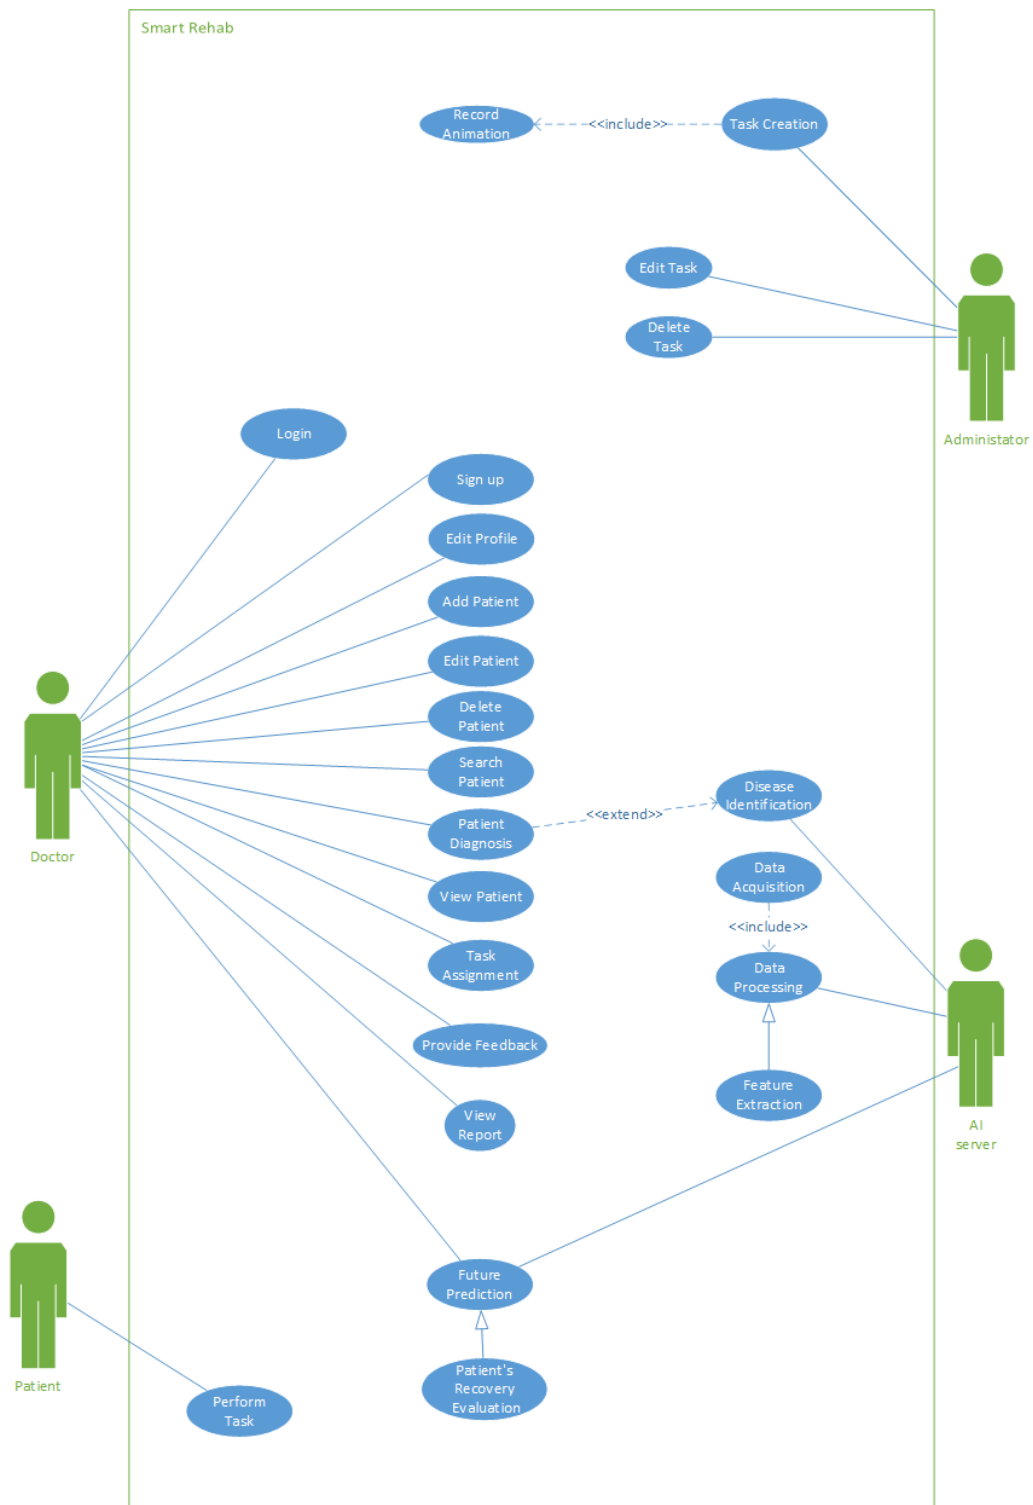 Smart Rehab
Record
Animation
<<include>>
Task Creation
Edit Task
Delete
Task
Administator
Login
Sign up
Edit Profile
Add Patient
Edit Patient
Delete
Patient
Search
Patient
Patient
Diagnosis
<<extend>>
Disease
Identification
View Patient
Data
Acquisition
<<include>>
Task
Assignment
Data
Processing
Provide Feedback
Feature
Extraction
View
Report
Doctor
AI
server
Future
Prediction
Patient's
Recovery
Evaluation
Patient
Perform
Task